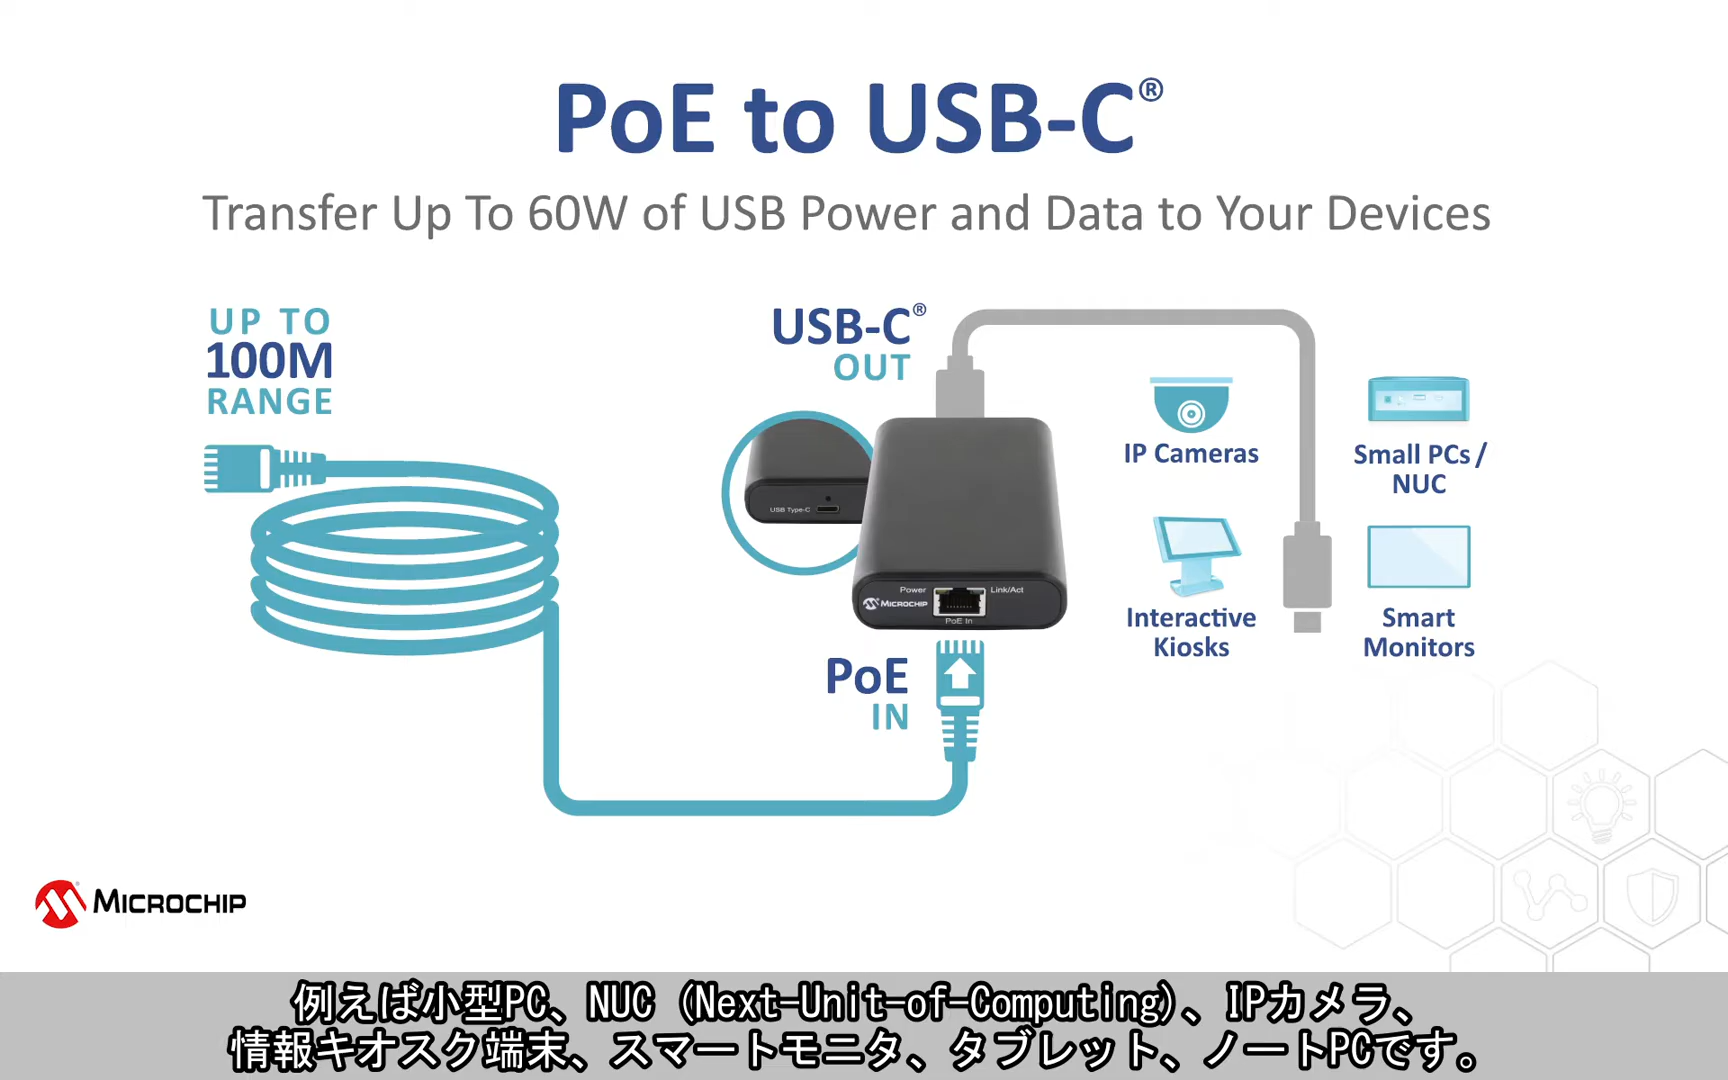 PoE to USB-C®
Transfer Up To 60W of USB Power and Data to Your Devices
UP TO
100M
RANGE
USB-C®
OUT
USB Type-C
Power
Link/Act
MICROCHIP
PoE In
PoE
IN
IP Cameras
Small PCs /
NUC
Interactive
Kiosks
Smart
Monitors
MICROCHIP
例えば小型PC、NUC (Next-Unit-of-Computing)、IPカメラ、
情報キオスク端末、スマートモニタ、タブレット、ノートPCです。